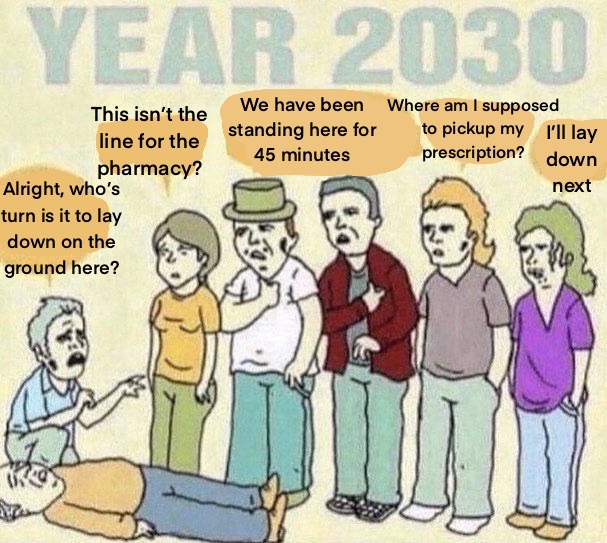 YEAR 2030
Alright, who's
turn is it to lay
down on the
ground here?
This isn't the
line for the
pharmacy?
We have been
standing here for
45 minutes
Where am I supposed
to pickup my
prescription?
I'll lay
down
next